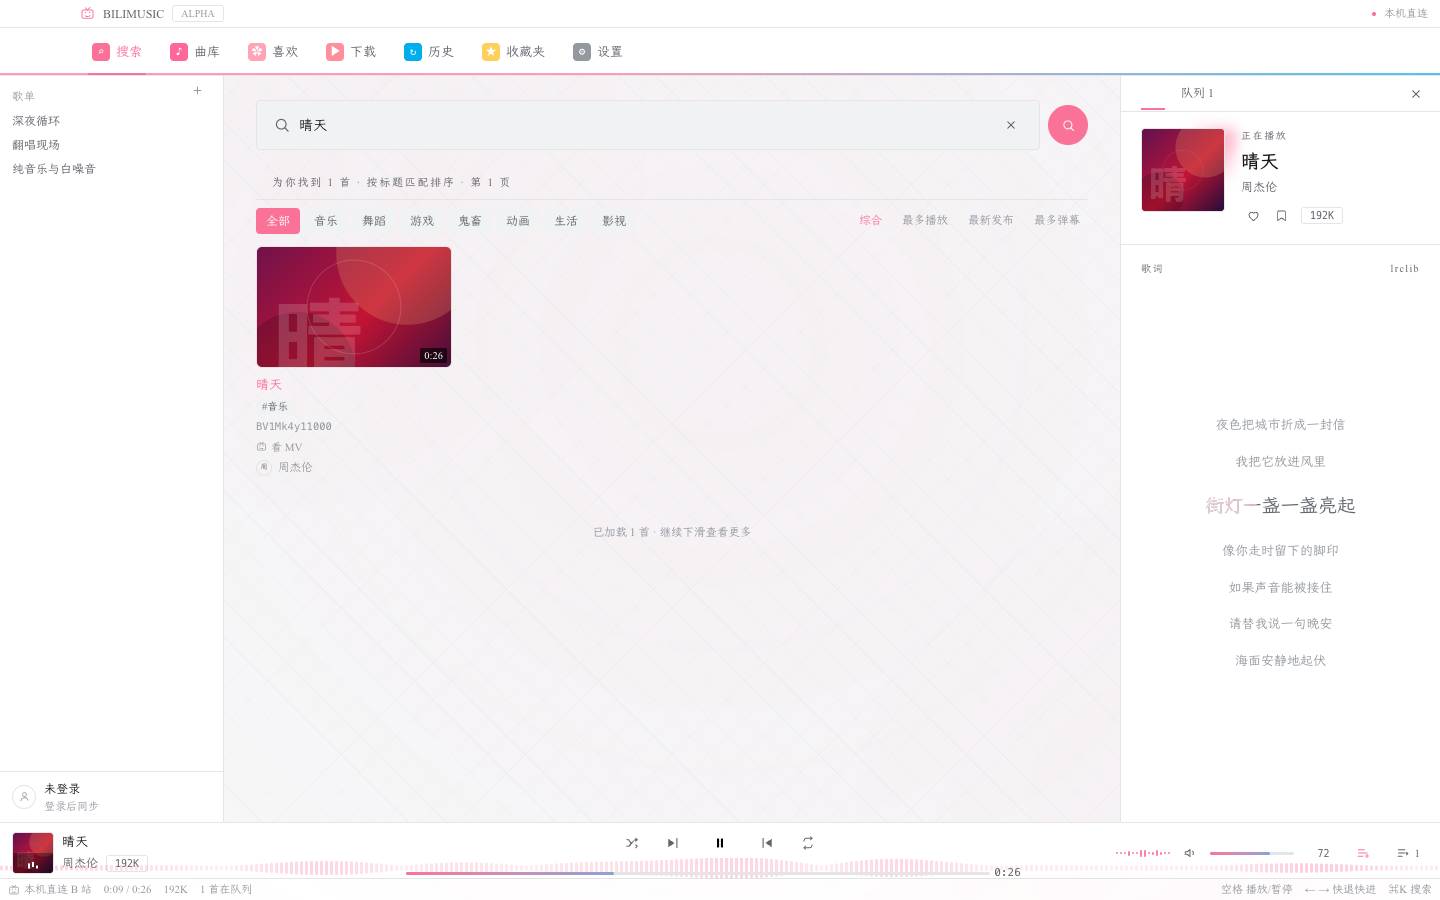 BILIMUSIC ALPHA
本机直连
搜索 曲库 喜欢 下载 历史 收藏夹 设置
歌单 +
深夜循环
翻唱现场
纯音乐与白噪音
未登录
登录后同步
晴天
为你找到 1 首 · 按标题匹配排序 · 第 1 页
全部 音乐 舞蹈 游戏 鬼畜 动画 生活 影视
综合 最多播放 最新发布 最多弹幕
晴
0:26
晴天
#音乐
BV1Mk4y11000
看 MV
周杰伦
已加载 1 首 · 继续下滑查看更多
队列 1
晴
正在播放
晴天
周杰伦
192K
歌词 lrclib
夜色把城市折成一封信
我把它放进风里
街灯一盏一盏亮起
像你走时留下的脚印
如果声音能被接住
请替我说一句晚安
海面安静地起伏
晴天
周杰伦 192K
0:26
72
1
本机直连 B 站 0:09 / 0:26 192K 1 首在队列
空格 播放/暂停 ←→ 快退快进 ⌘K 搜索